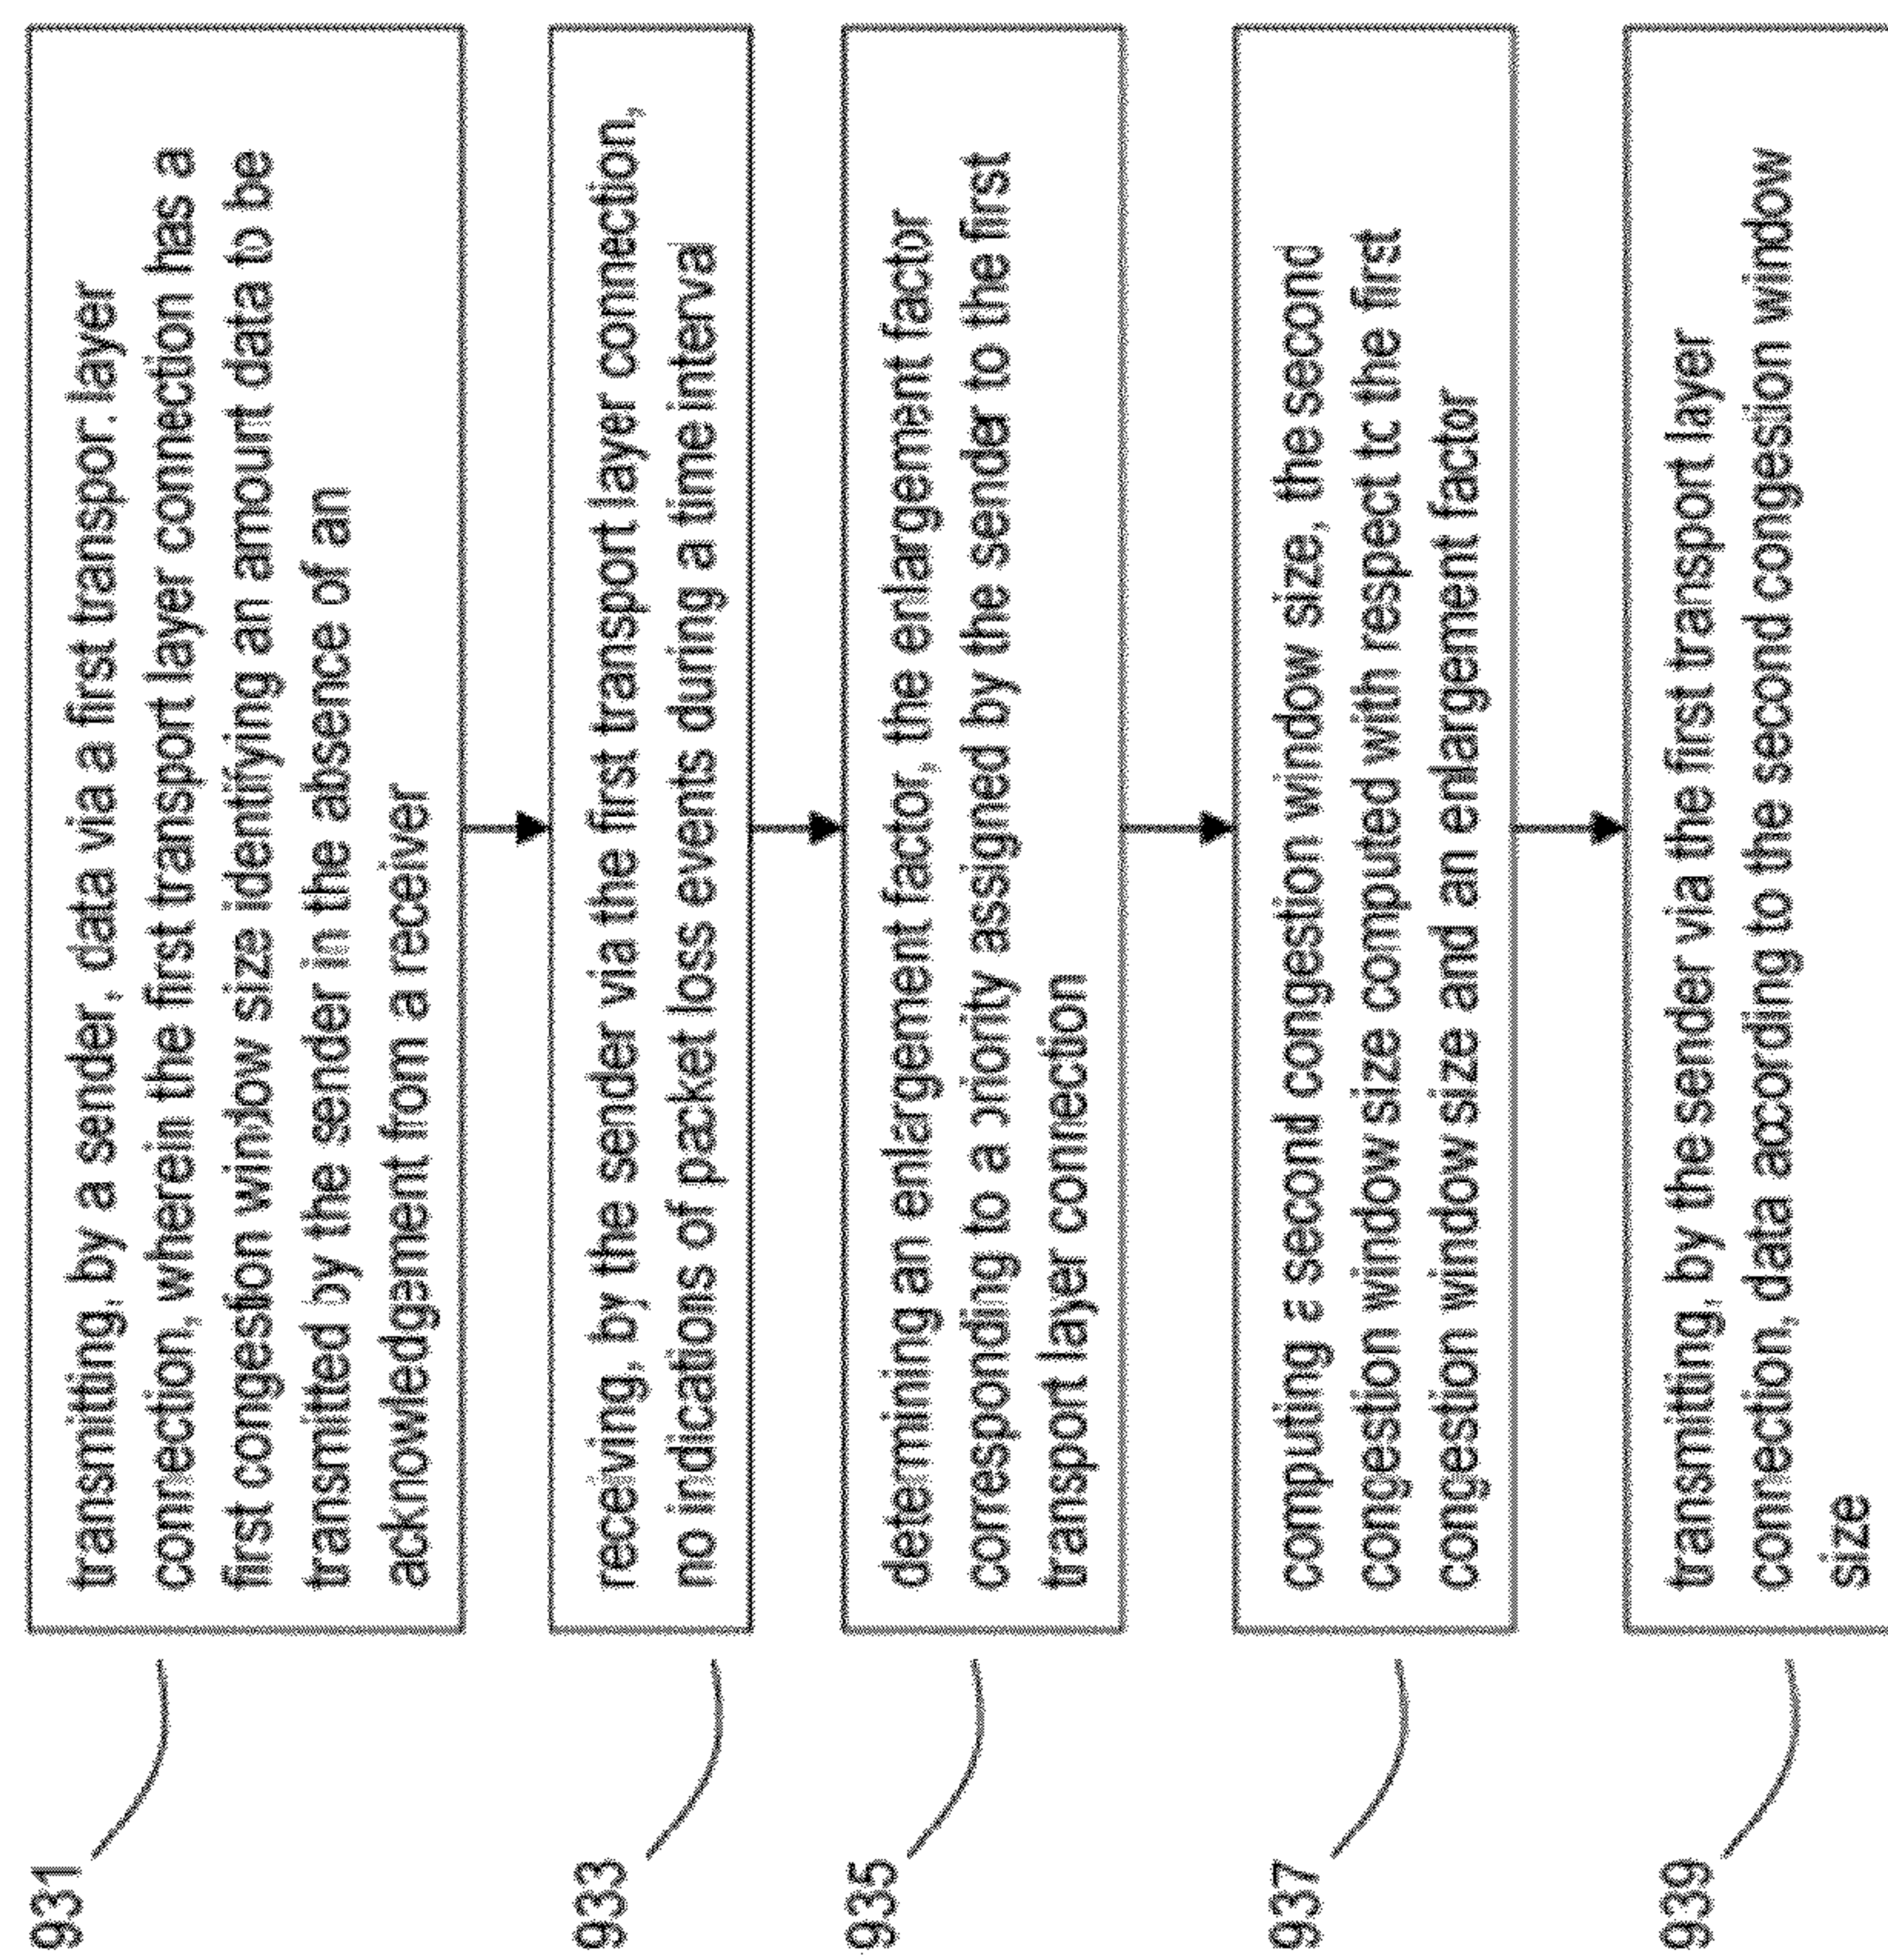 931
transmitting, by a sender, data via a first transpor. layer
connection, wherein the first transport layer connection has a
first congestion window size identifying an amount data to be
transmitted by the sender in the absence of an
acknowledgement from a receiver
933
receiving, by the sender via the first transport layer connection,
no indications of packet loss events during a time interval
935
determining an enlargement factor, the enlargement factor
corresponding to a priority assigned by the sender to the first
transport layer connection
937
computing a second congestion window size, the second
congestion window size computed with respect to the first
congestion window size and an enlargement factor
939
transmitting, by the sender via the first transport layer
connection, data according to the second congestion window
size